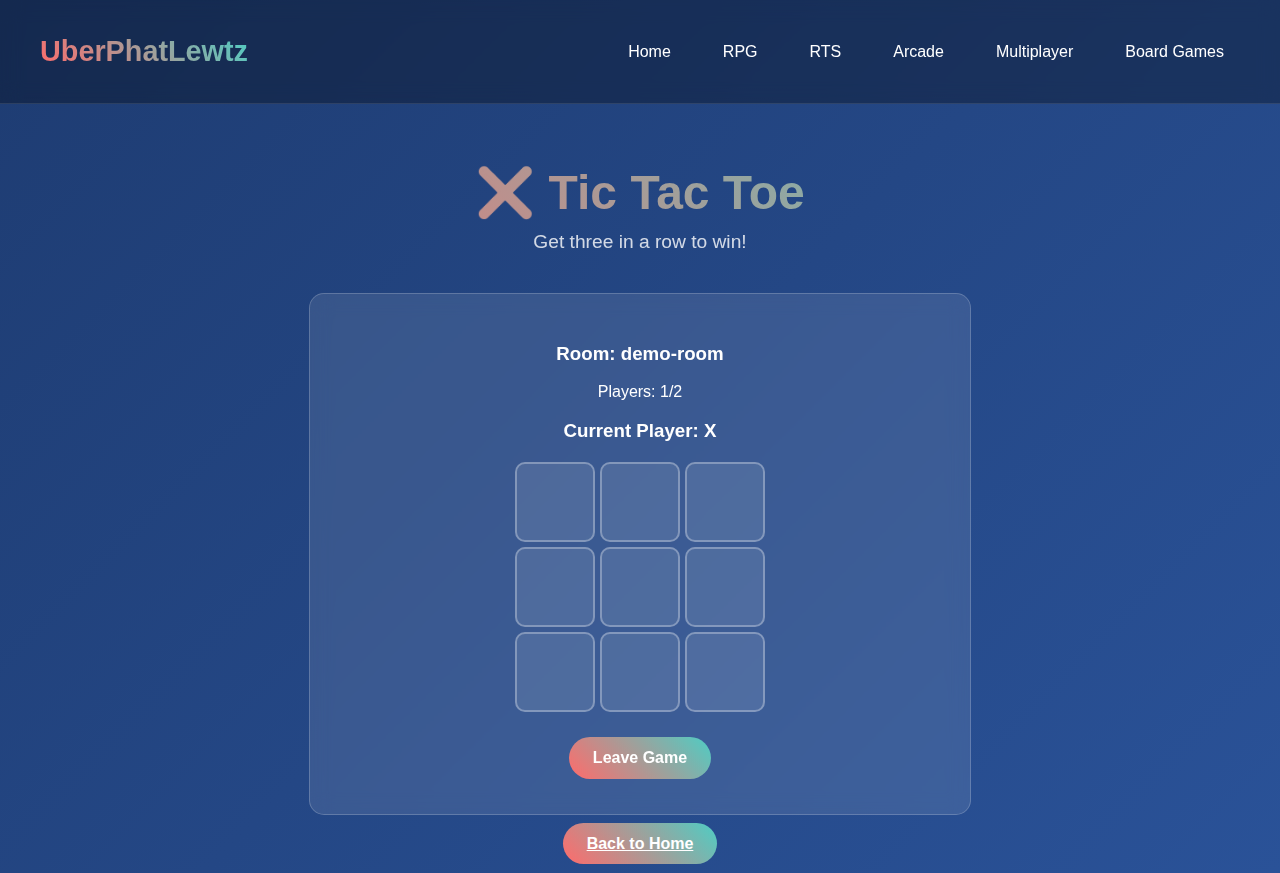 UberPhatLewtz
Home RPG RTS Arcade Multiplayer Board Games
❌ Tic Tac Toe
Get three in a row to win!
Room: demo-room
Players: 1/2
Current Player: X
Leave Game
Back to Home